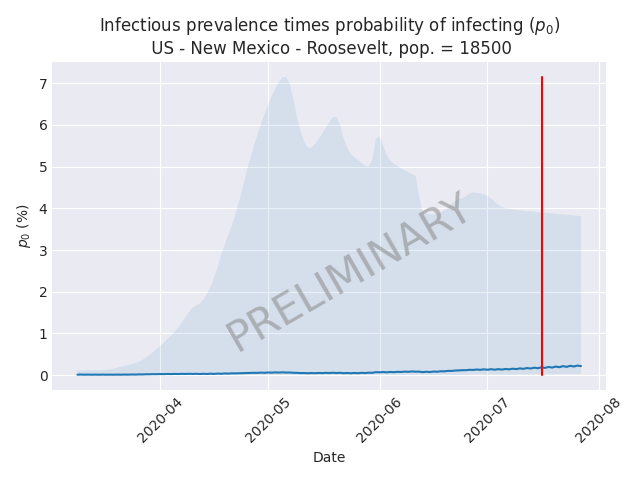 Infectious prevalence times probability of infecting (p₀)
US - New Mexico - Roosevelt, pop. = 18500
p₀ (%)
7
6
5
4
3
2
1
0
PRELIMINARY
2020-04
2020-05
2020-06
2020-07
2020-08
Date